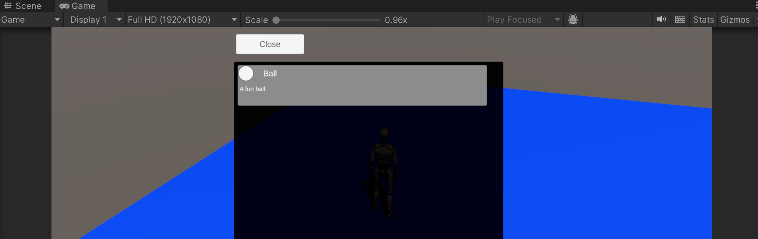 Scene Game
Game Display 1 Full HD (1920x1080) Scale 0.96x Play Focused Stats Gizmos
Close
Ball
A fun ball